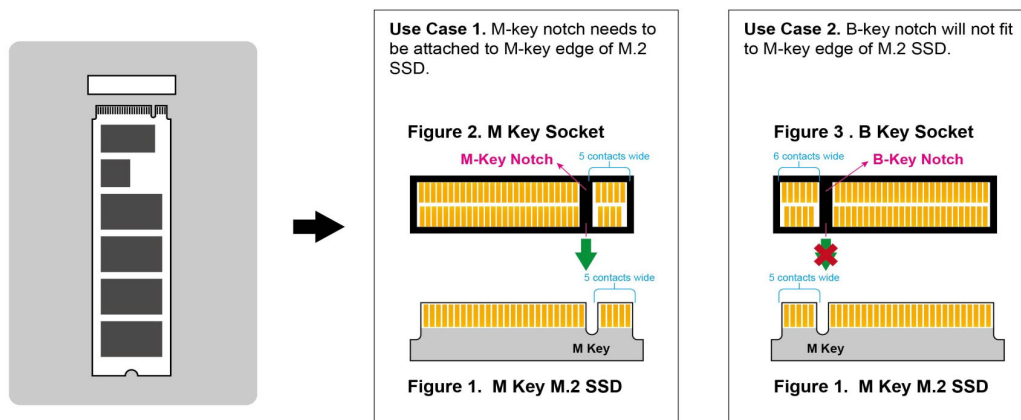 Use Case 1. M-key notch needs to
be attached to M-key edge of M.2
SSD.
Figure 2. M Key Socket
M-Key Notch
5 contacts wide
5 contacts wide
M Key
Figure 1. M Key M.2 SSD
Use Case 2. B-key notch will not fit
to M-key edge of M.2 SSD.
Figure 3 . B Key Socket
6 contacts wide
B-Key Notch
5 contacts wide
M Key
Figure 1. M Key M.2 SSD